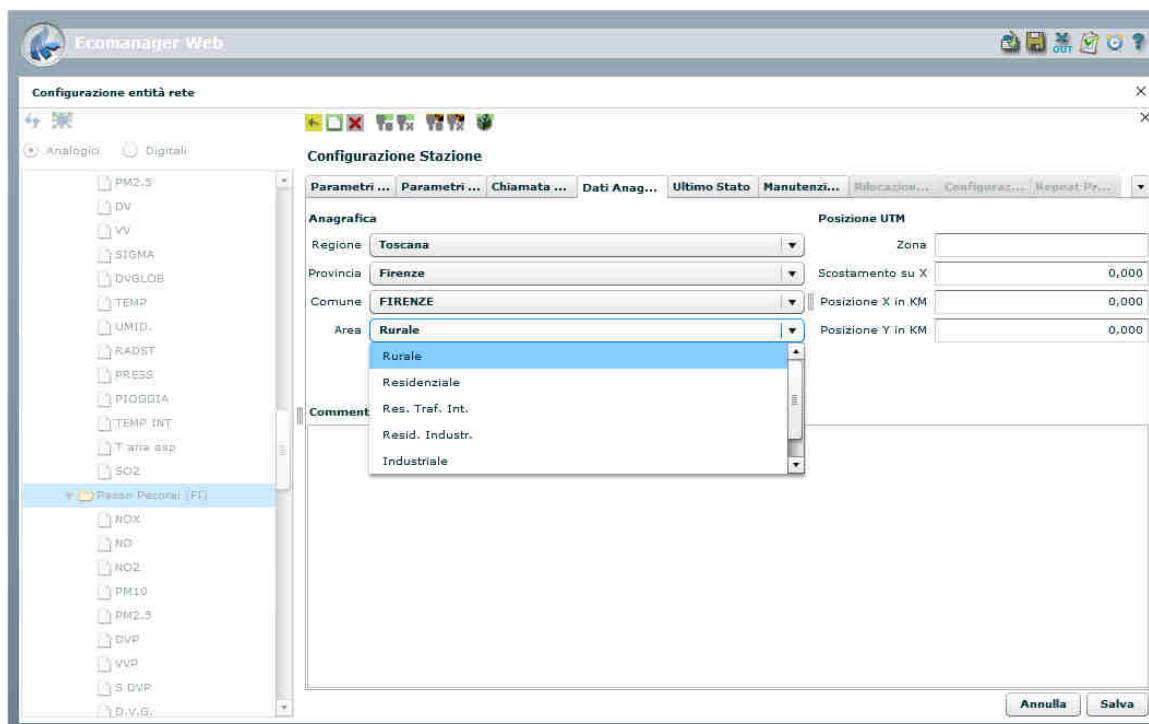 Ecomanager Web
OUT
Configurazione entità rete
Analogici Digitali
PM2.5
DV
VV
SIGMA
DVGLOB
TEMP
UMID.
RADST
PRESS
PIOGGIA
TEMP INT
T aria esp
SO2
Passo Pecorai (FI)
NOX
NO
NO2
PM10
PM2.5
DVP
VVP
S DVP
D.V.G.
Configurazione Stazione
Parametri ... Parametri ... Chiamata ... Dati Anag... Ultimo Stato Manutenzi... Rilocazion... Configuraz... Repeat Pr...
Anagrafica
Regione Toscana
Provincia Firenze
Comune FIRENZE
Area Rurale
Rurale
Residenziale
Res. Traf. Int.
Resid. Industr.
Industriale
Posizione UTM
Zona
Scostamento su X 0,000
Posizione X in KM 0,000
Posizione Y in KM 0,000
Comment
Annulla Salva